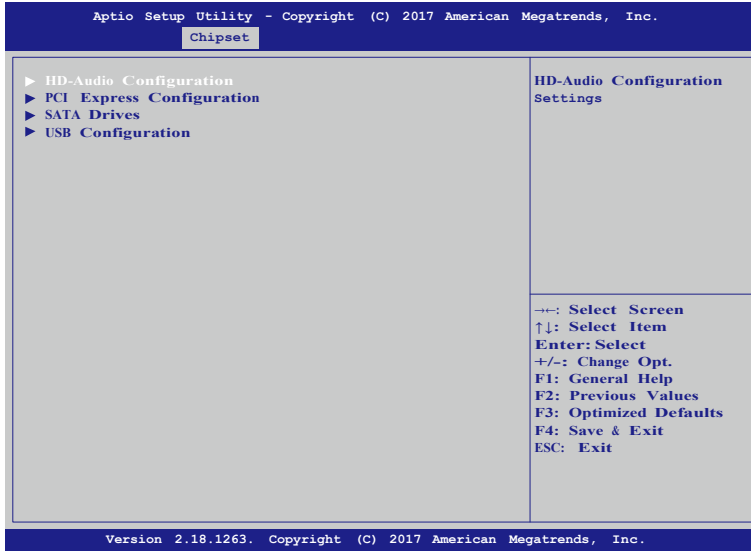 Aptio Setup Utility - Copyright (C) 2017 American Megatrends, Inc.
Chipset
► HD-Audio Configuration
► PCI Express Configuration
► SATA Drives
► USB Configuration
HD-Audio Configuration
Settings
→←: Select Screen
↑↓: Select Item
Enter: Select
+/-: Change Opt.
F1: General Help
F2: Previous Values
F3: Optimized Defaults
F4: Save & Exit
ESC: Exit
Version 2.18.1263. Copyright (C) 2017 American Megatrends, Inc.